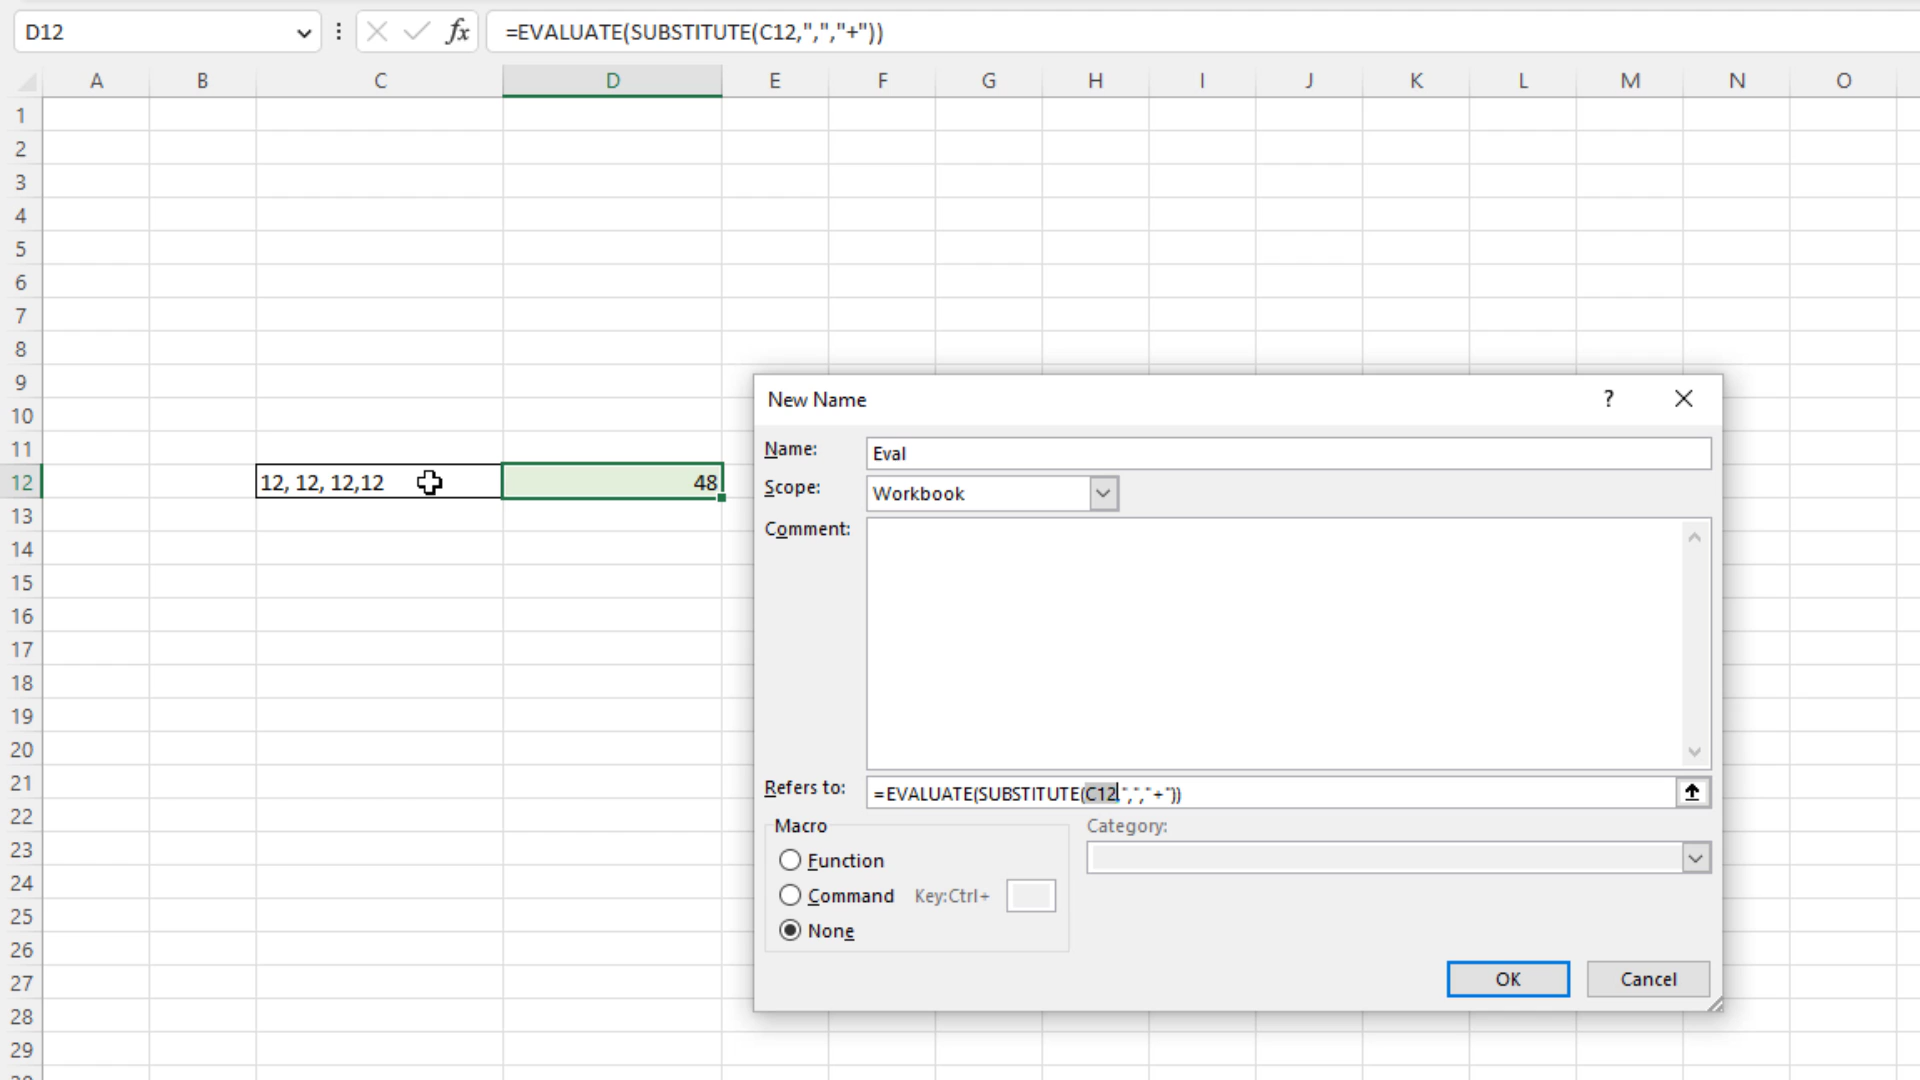 D12 fx =EVALUATE(SUBSTITUTE(C12,",","+"))
A B C D E F G H I J K L M N O
1
2
3
4
5
6
7
8
9
10
11
12 12, 12, 12,12 48
13
14
15
16
17
18
19
20
21
22
23
24
25
26
27
28
29
New Name ?
Name: Eval
Scope: Workbook
Comment:
Refers to: =EVALUATE(SUBSTITUTE(C12,",","+"))
Macro Category:
Function
Command Key:Ctrl+
None
OK Cancel